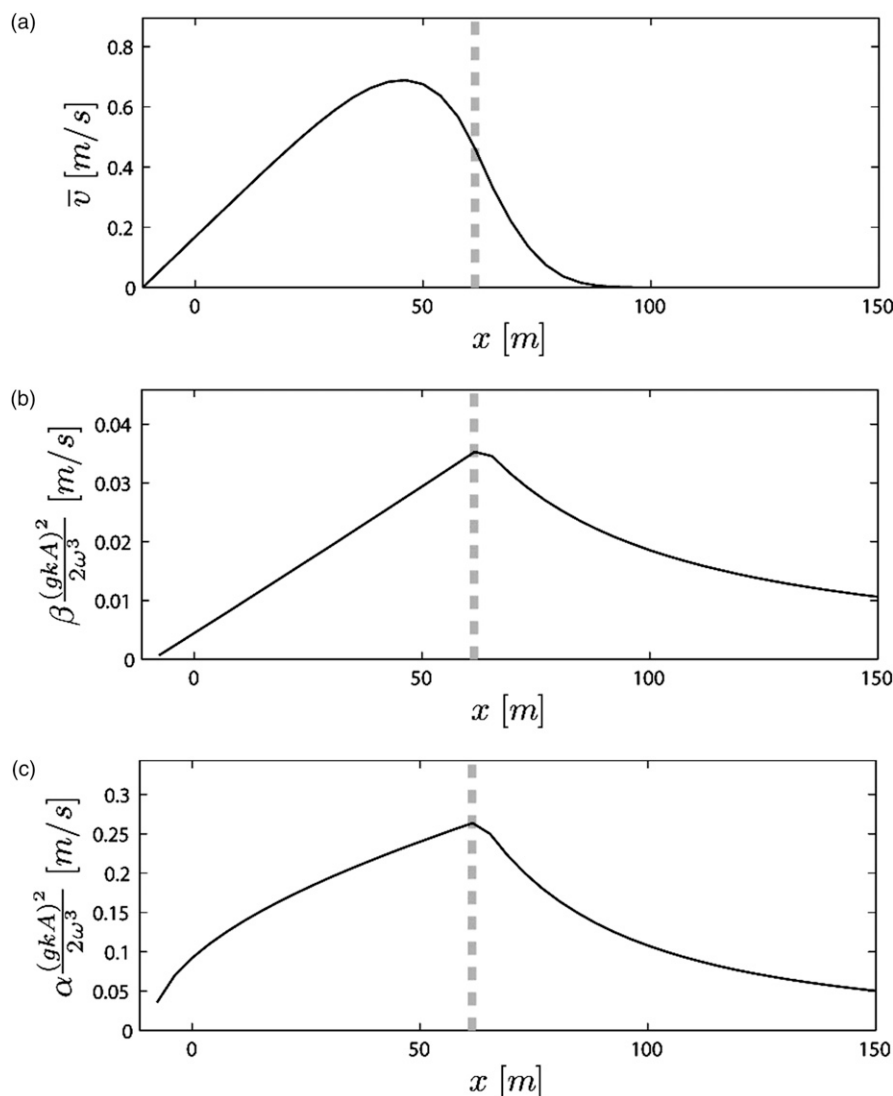 (a)
v̅ [m/s]
0.8
0.6
0.4
0.2
0
0 50 100 150
x [m]
(b)
β (gkA)² / 2ω³ [m/s]
0.04
0.03
0.02
0.01
0
0 50 100 150
x [m]
(c)
α (gkA)² / 2ω³ [m/s]
0.3
0.25
0.2
0.15
0.1
0.05
0
0 50 100 150
x [m]